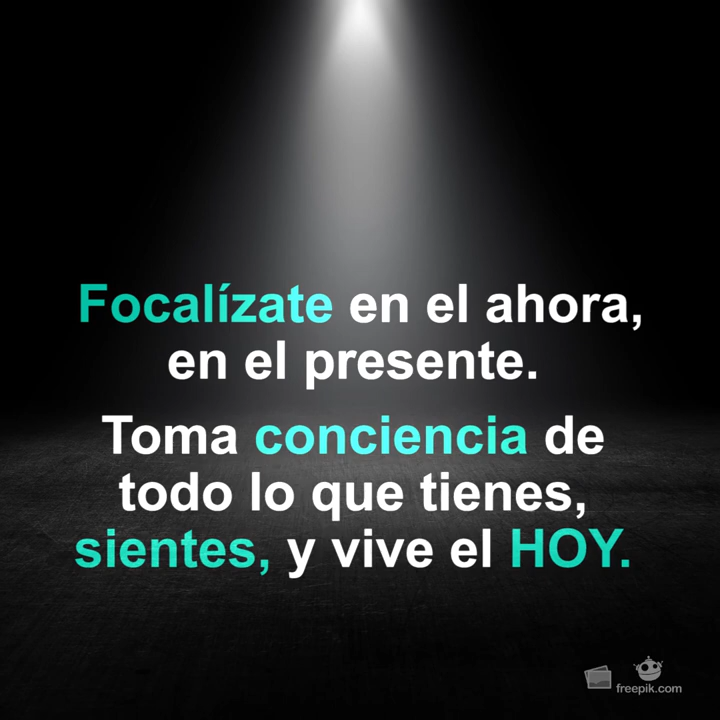 Focalízate en el ahora,
en el presente.
Toma conciencia de
todo lo que tienes,
sientes, y vive el HOY.
freepik.com